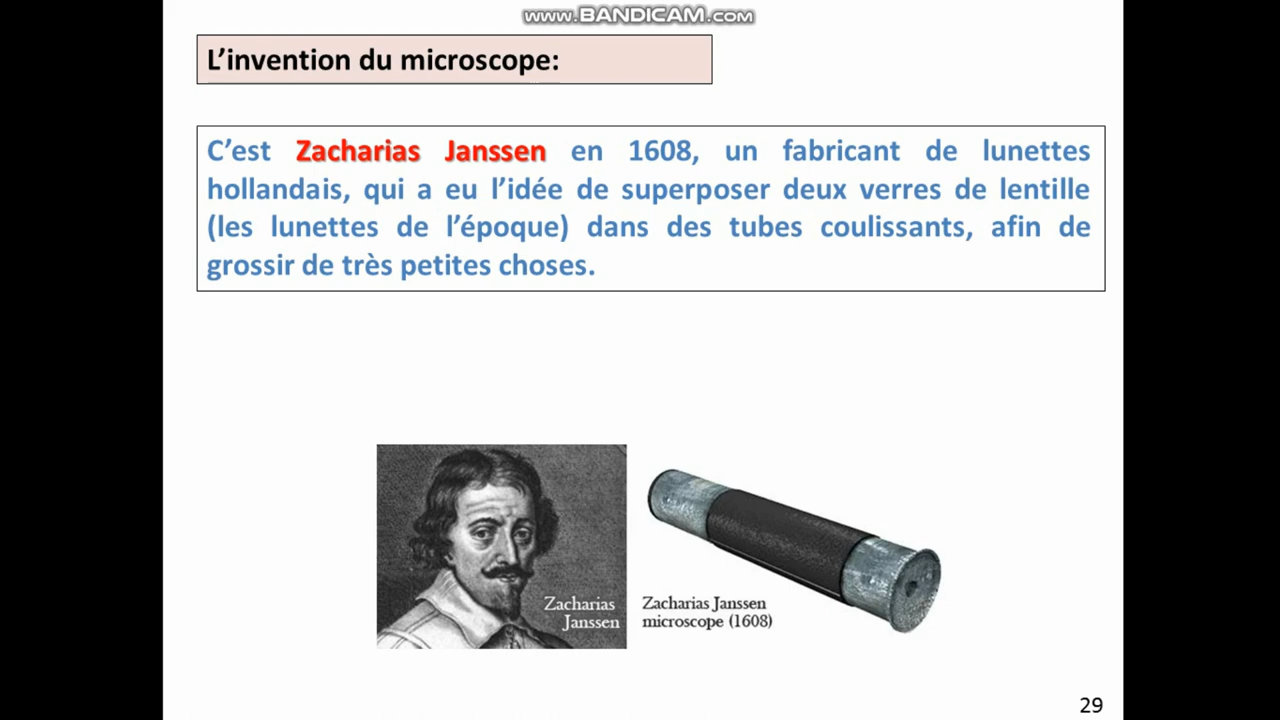 www.BANDICAM.com
L'invention du microscope:
C'est Zacharias Janssen en 1608, un fabricant de lunettes
hollandais, qui a eu l'idée de superposer deux verres de lentille
(les lunettes de l'époque) dans des tubes coulissants, afin de
grossir de très petites choses.
Zacharias
Janssen
Zacharias Janssen
microscope (1608)
29